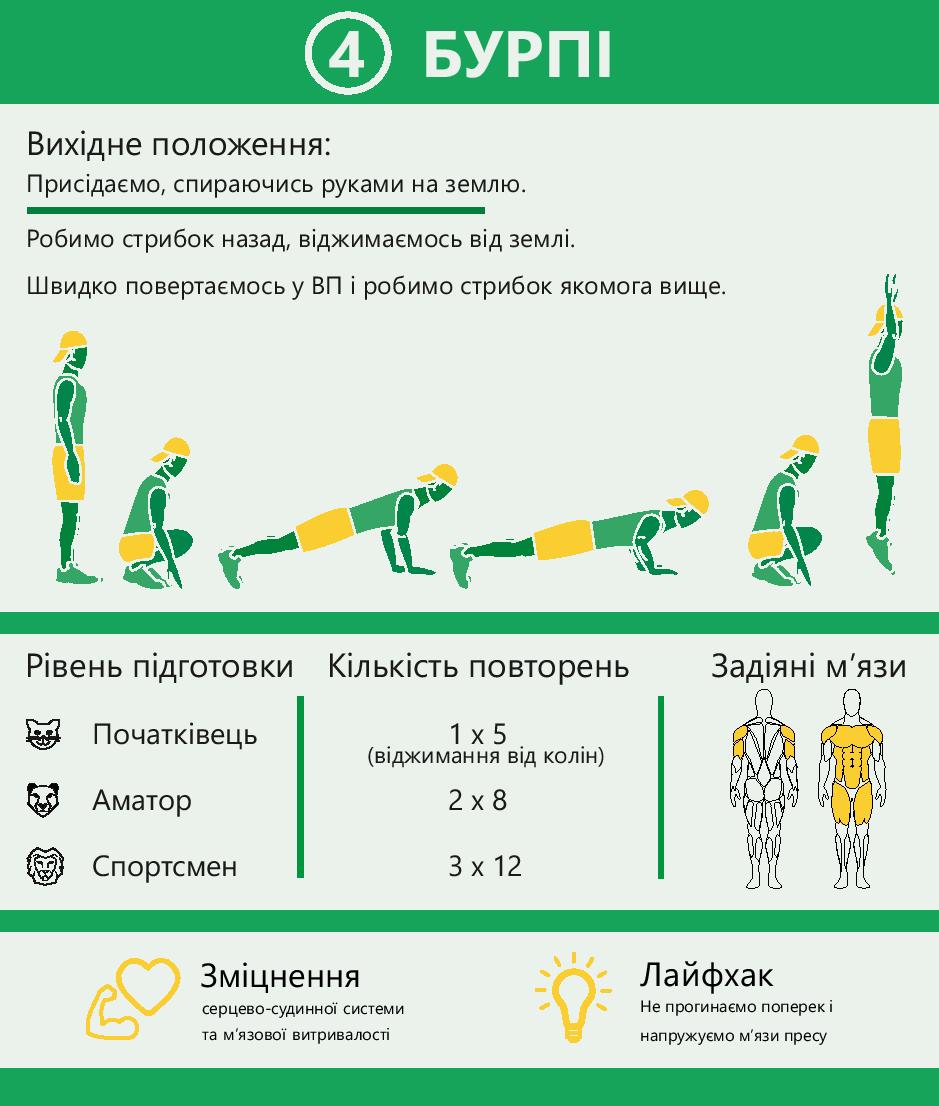 4 БУРПІ
Вихідне положення:
Присідаємо, спираючись руками на землю.
Робимо стрибок назад, віджимаємось від землі.
Швидко повертаємось у ВП і робимо стрибок якомога вище.
Рівень підготовки Кількість повторень Задіяні м’язи
Початківець 1 х 5
(віджимання від колін)
Аматор 2 х 8
Спортсмен 3 х 12
Зміцнення
серцево-судинної системи
та м’язової витривалості
Лайфхак
Не прогинаємо поперек і
напружуємо м’язи пресу